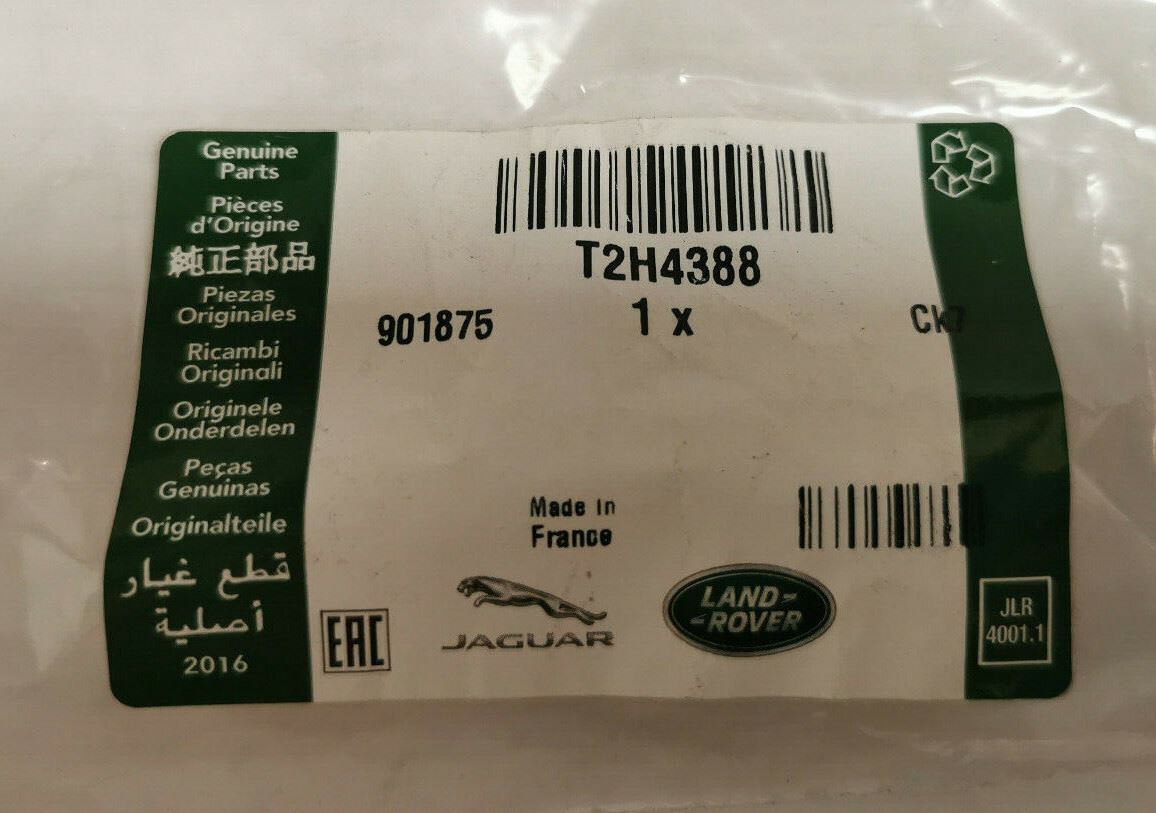 Genuine
Parts
Pièces
d'Origine
純正部品
Piezas
Originales
Ricambi
Originali
Originele
Onderdelen
Peças
Genuinas
Originalteile
قطع غيار
أصلية
2016
T2H4388
901875
1 x
CK7
Made in
France
EAC
JAGUAR
LAND-
-ROVER
JLR
4001.1